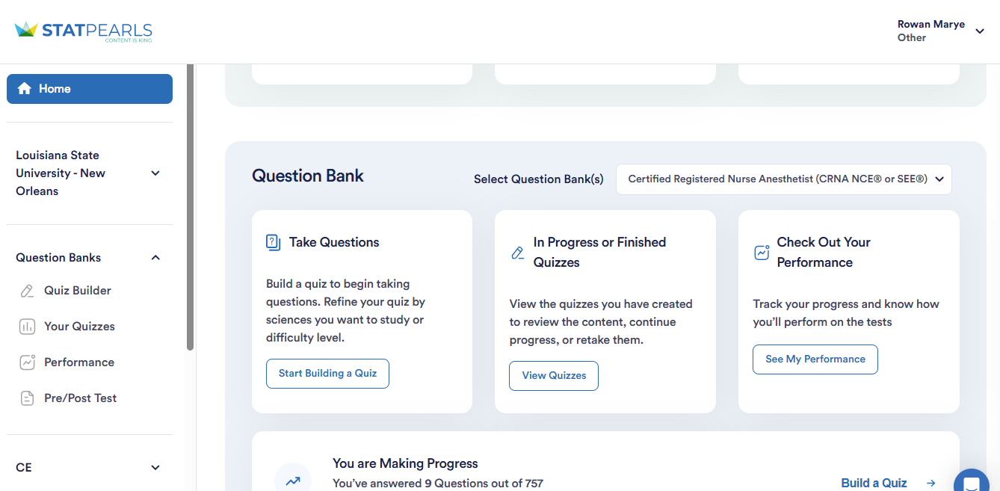 STATPEARLS
CONTENT IS KING
Rowan Marye
Other
Home
Louisiana State
University - New
Orleans
Question Banks
Quiz Builder
Your Quizzes
Performance
Pre/Post Test
CE
Question Bank
Select Question Bank(s)
Certified Registered Nurse Anesthetist (CRNA NCE® or SEE®)
Take Questions
Build a quiz to begin taking
questions. Refine your quiz by
sciences you want to study or
difficulty level.
Start Building a Quiz
In Progress or Finished
Quizzes
View the quizzes you have created
to review the content, continue
progress, or retake them.
View Quizzes
Check Out Your
Performance
Track your progress and know how
you’ll perform on the tests
See My Performance
You are Making Progress
You’ve answered 9 Questions out of 757
Build a Quiz